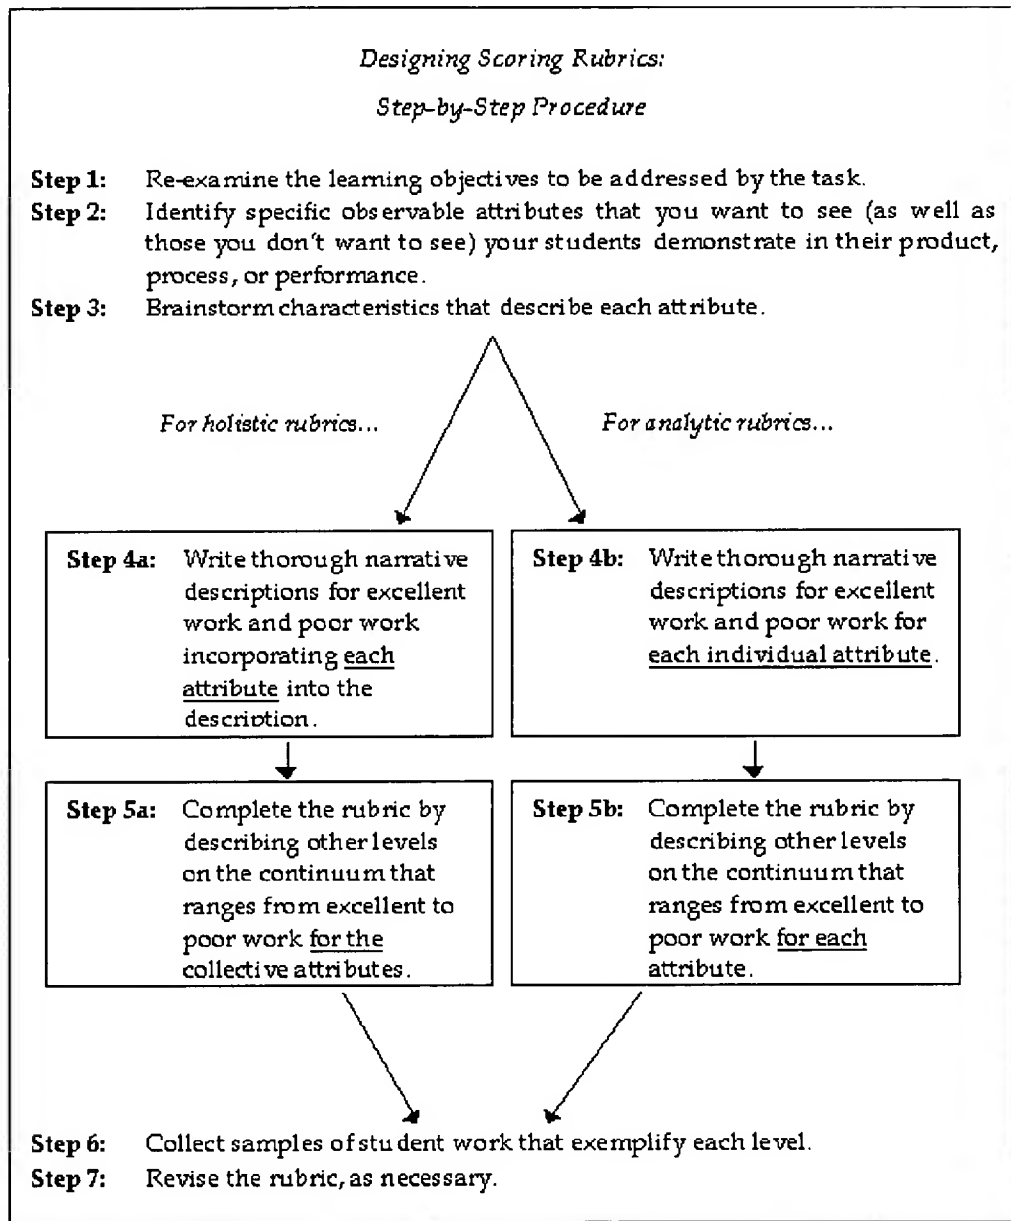 Designing Scoring Rubrics:
Step-by-Step Procedure
Step 1: Re-examine the learning objectives to be addressed by the task.
Step 2: Identify specific observable attributes that you want to see (as well as
those you don't want to see) your students demonstrate in their product,
process, or performance.
Step 3: Brainstorm characteristics that describe each attribute.
For holistic rubrics...
For analytic rubrics...
Step 4a: Write thorough narrative
descriptions for excellent
work and poor work
incorporating each
attribute into the
description.
Step 4b: Write thorough narrative
descriptions for excellent
work and poor work for
each individual attribute.
Step 5a: Complete the rubric by
describing other levels
on the continuum that
ranges from excellent to
poor work for the
collective attributes.
Step 5b: Complete the rubric by
describing other levels
on the continuum that
ranges from excellent to
poor work for each
attribute.
Step 6: Collect samples of student work that exemplify each level.
Step 7: Revise the rubric, as necessary.